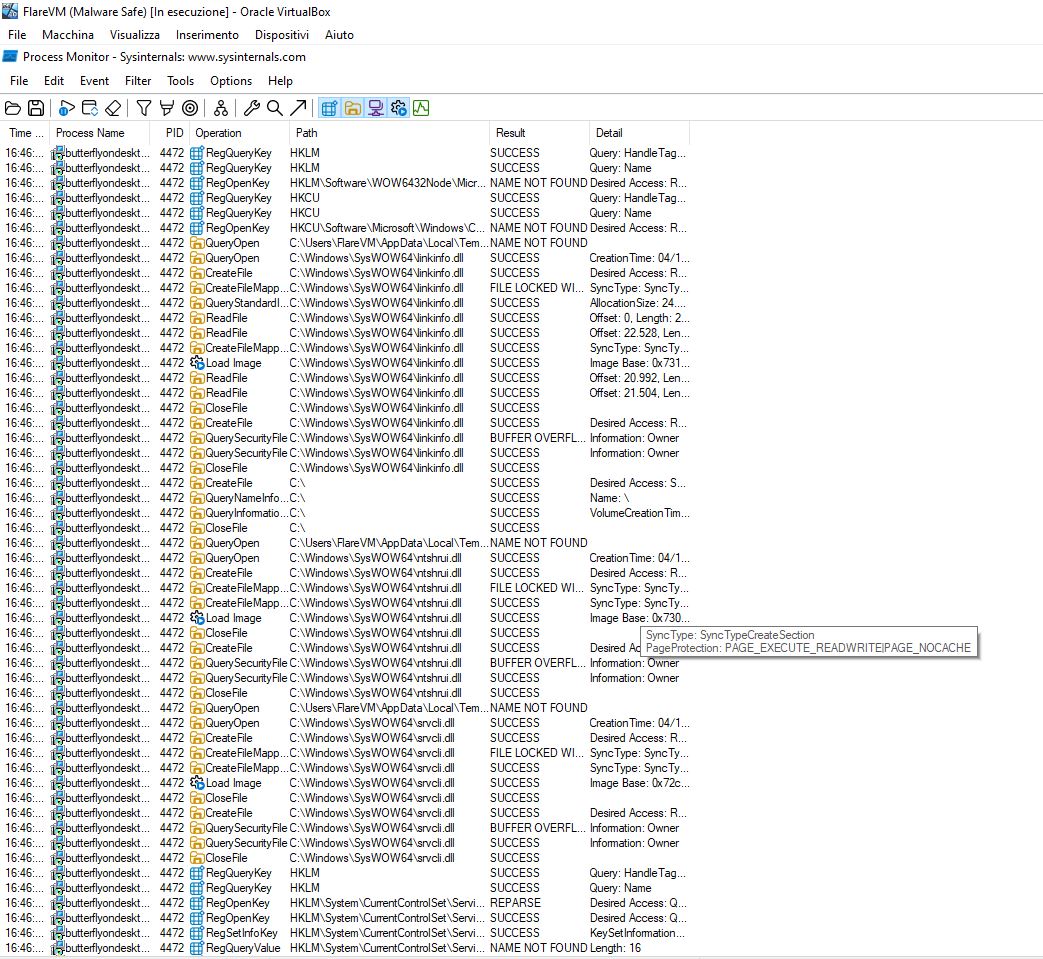 FlareVM (Malware Safe) [In esecuzione] - Oracle VirtualBox
File Macchina Visualizza Inserimento Dispositivi Aiuto
Process Monitor - Sysinternals: www.sysinternals.com
File Edit Event Filter Tools Options Help
Time ... Process Name PID Operation Path Result Detail
16:46:... butterflyondeskt... 4472 RegQueryKey HKLM SUCCESS Query: HandleTag...
16:46:... butterflyondeskt... 4472 RegQueryKey HKLM SUCCESS Query: Name
16:46:... butterflyondeskt... 4472 RegOpenKey HKLM\Software\WOW6432Node\Micr... NAME NOT FOUND Desired Access: R...
16:46:... butterflyondeskt... 4472 RegQueryKey HKCU SUCCESS Query: HandleTag...
16:46:... butterflyondeskt... 4472 RegQueryKey HKCU SUCCESS Query: Name
16:46:... butterflyondeskt... 4472 RegOpenKey HKCU\Software\Microsoft\Windows\C... NAME NOT FOUND Desired Access: R...
16:46:... butterflyondeskt... 4472 QueryOpen C:\Users\FlareVM\AppData\Local\Tem... NAME NOT FOUND
16:46:... butterflyondeskt... 4472 QueryOpen C:\Windows\SysWOW64\linkinfo.dll SUCCESS CreationTime: 04/1...
16:46:... butterflyondeskt... 4472 CreateFile C:\Windows\SysWOW64\linkinfo.dll SUCCESS Desired Access: R...
16:46:... butterflyondeskt... 4472 CreateFileMapp... C:\Windows\SysWOW64\linkinfo.dll FILE LOCKED WI... SyncType: SyncTy...
16:46:... butterflyondeskt... 4472 QueryStandardI... C:\Windows\SysWOW64\linkinfo.dll SUCCESS AllocationSize: 24....
16:46:... butterflyondeskt... 4472 ReadFile C:\Windows\SysWOW64\linkinfo.dll SUCCESS Offset: 0, Length: 2...
16:46:... butterflyondeskt... 4472 ReadFile C:\Windows\SysWOW64\linkinfo.dll SUCCESS Offset: 22.528, Len...
16:46:... butterflyondeskt... 4472 CreateFileMapp... C:\Windows\SysWOW64\linkinfo.dll SUCCESS SyncType: SyncTy...
16:46:... butterflyondeskt... 4472 Load Image C:\Windows\SysWOW64\linkinfo.dll SUCCESS Image Base: 0x731...
16:46:... butterflyondeskt... 4472 ReadFile C:\Windows\SysWOW64\linkinfo.dll SUCCESS Offset: 20.992, Len...
16:46:... butterflyondeskt... 4472 ReadFile C:\Windows\SysWOW64\linkinfo.dll SUCCESS Offset: 21.504, Len...
16:46:... butterflyondeskt... 4472 CloseFile C:\Windows\SysWOW64\linkinfo.dll SUCCESS
16:46:... butterflyondeskt... 4472 CreateFile C:\Windows\SysWOW64\linkinfo.dll SUCCESS Desired Access: R...
16:46:... butterflyondeskt... 4472 QuerySecurityFile C:\Windows\SysWOW64\linkinfo.dll BUFFER OVERFL... Information: Owner
16:46:... butterflyondeskt... 4472 QuerySecurityFile C:\Windows\SysWOW64\linkinfo.dll SUCCESS Information: Owner
16:46:... butterflyondeskt... 4472 CloseFile C:\Windows\SysWOW64\linkinfo.dll SUCCESS
16:46:... butterflyondeskt... 4472 CreateFile C:\ SUCCESS Desired Access: S...
16:46:... butterflyondeskt... 4472 QueryNameInfo... C:\ SUCCESS Name: \
16:46:... butterflyondeskt... 4472 QueryInformatio... C:\ SUCCESS VolumeCreationTim...
16:46:... butterflyondeskt... 4472 CloseFile C:\ SUCCESS
16:46:... butterflyondeskt... 4472 QueryOpen C:\Users\FlareVM\AppData\Local\Tem... NAME NOT FOUND
16:46:... butterflyondeskt... 4472 QueryOpen C:\Windows\SysWOW64\ntshrui.dll SUCCESS CreationTime: 04/1...
16:46:... butterflyondeskt... 4472 CreateFile C:\Windows\SysWOW64\ntshrui.dll SUCCESS Desired Access: R...
16:46:... butterflyondeskt... 4472 CreateFileMapp... C:\Windows\SysWOW64\ntshrui.dll FILE LOCKED WI... SyncType: SyncTy...
16:46:... butterflyondeskt... 4472 CreateFileMapp... C:\Windows\SysWOW64\ntshrui.dll SUCCESS SyncType: SyncTy...
16:46:... butterflyondeskt... 4472 Load Image C:\Windows\SysWOW64\ntshrui.dll SUCCESS Image Base: 0x730...
16:46:... butterflyondeskt... 4472 CloseFile C:\Windows\SysWOW64\ntshrui.dll SUCCESS
SyncType: SyncTypeCreateSection
16:46:... butterflyondeskt... 4472 CreateFile C:\Windows\SysWOW64\ntshrui.dll SUCCESS Desired Ac
PageProtection: PAGE_EXECUTE_READWRITE|PAGE_NOCACHE
16:46:... butterflyondeskt... 4472 QuerySecurityFile C:\Windows\SysWOW64\ntshrui.dll BUFFER OVERFL... Information: Owner
16:46:... butterflyondeskt... 4472 QuerySecurityFile C:\Windows\SysWOW64\ntshrui.dll SUCCESS Information: Owner
16:46:... butterflyondeskt... 4472 CloseFile C:\Windows\SysWOW64\ntshrui.dll SUCCESS
16:46:... butterflyondeskt... 4472 QueryOpen C:\Users\FlareVM\AppData\Local\Tem... NAME NOT FOUND
16:46:... butterflyondeskt... 4472 QueryOpen C:\Windows\SysWOW64\srvcli.dll SUCCESS CreationTime: 04/1...
16:46:... butterflyondeskt... 4472 CreateFile C:\Windows\SysWOW64\srvcli.dll SUCCESS Desired Access: R...
16:46:... butterflyondeskt... 4472 CreateFileMapp... C:\Windows\SysWOW64\srvcli.dll FILE LOCKED WI... SyncType: SyncTy...
16:46:... butterflyondeskt... 4472 CreateFileMapp... C:\Windows\SysWOW64\srvcli.dll SUCCESS SyncType: SyncTy...
16:46:... butterflyondeskt... 4472 Load Image C:\Windows\SysWOW64\srvcli.dll SUCCESS Image Base: 0x72c...
16:46:... butterflyondeskt... 4472 CloseFile C:\Windows\SysWOW64\srvcli.dll SUCCESS
16:46:... butterflyondeskt... 4472 CreateFile C:\Windows\SysWOW64\srvcli.dll SUCCESS Desired Access: R...
16:46:... butterflyondeskt... 4472 QuerySecurityFile C:\Windows\SysWOW64\srvcli.dll BUFFER OVERFL... Information: Owner
16:46:... butterflyondeskt... 4472 QuerySecurityFile C:\Windows\SysWOW64\srvcli.dll SUCCESS Information: Owner
16:46:... butterflyondeskt... 4472 CloseFile C:\Windows\SysWOW64\srvcli.dll SUCCESS
16:46:... butterflyondeskt... 4472 RegQueryKey HKLM SUCCESS Query: HandleTag...
16:46:... butterflyondeskt... 4472 RegQueryKey HKLM SUCCESS Query: Name
16:46:... butterflyondeskt... 4472 RegOpenKey HKLM\System\CurrentControlSet\Servi... REPARSE Desired Access: Q...
16:46:... butterflyondeskt... 4472 RegOpenKey HKLM\System\CurrentControlSet\Servi... SUCCESS Desired Access: Q...
16:46:... butterflyondeskt... 4472 RegSetInfoKey HKLM\System\CurrentControlSet\Servi... SUCCESS KeySetInformation...
16:46:... butterflyondeskt... 4472 RegQueryValue HKLM\System\CurrentControlSet\Servi... NAME NOT FOUND Length: 16